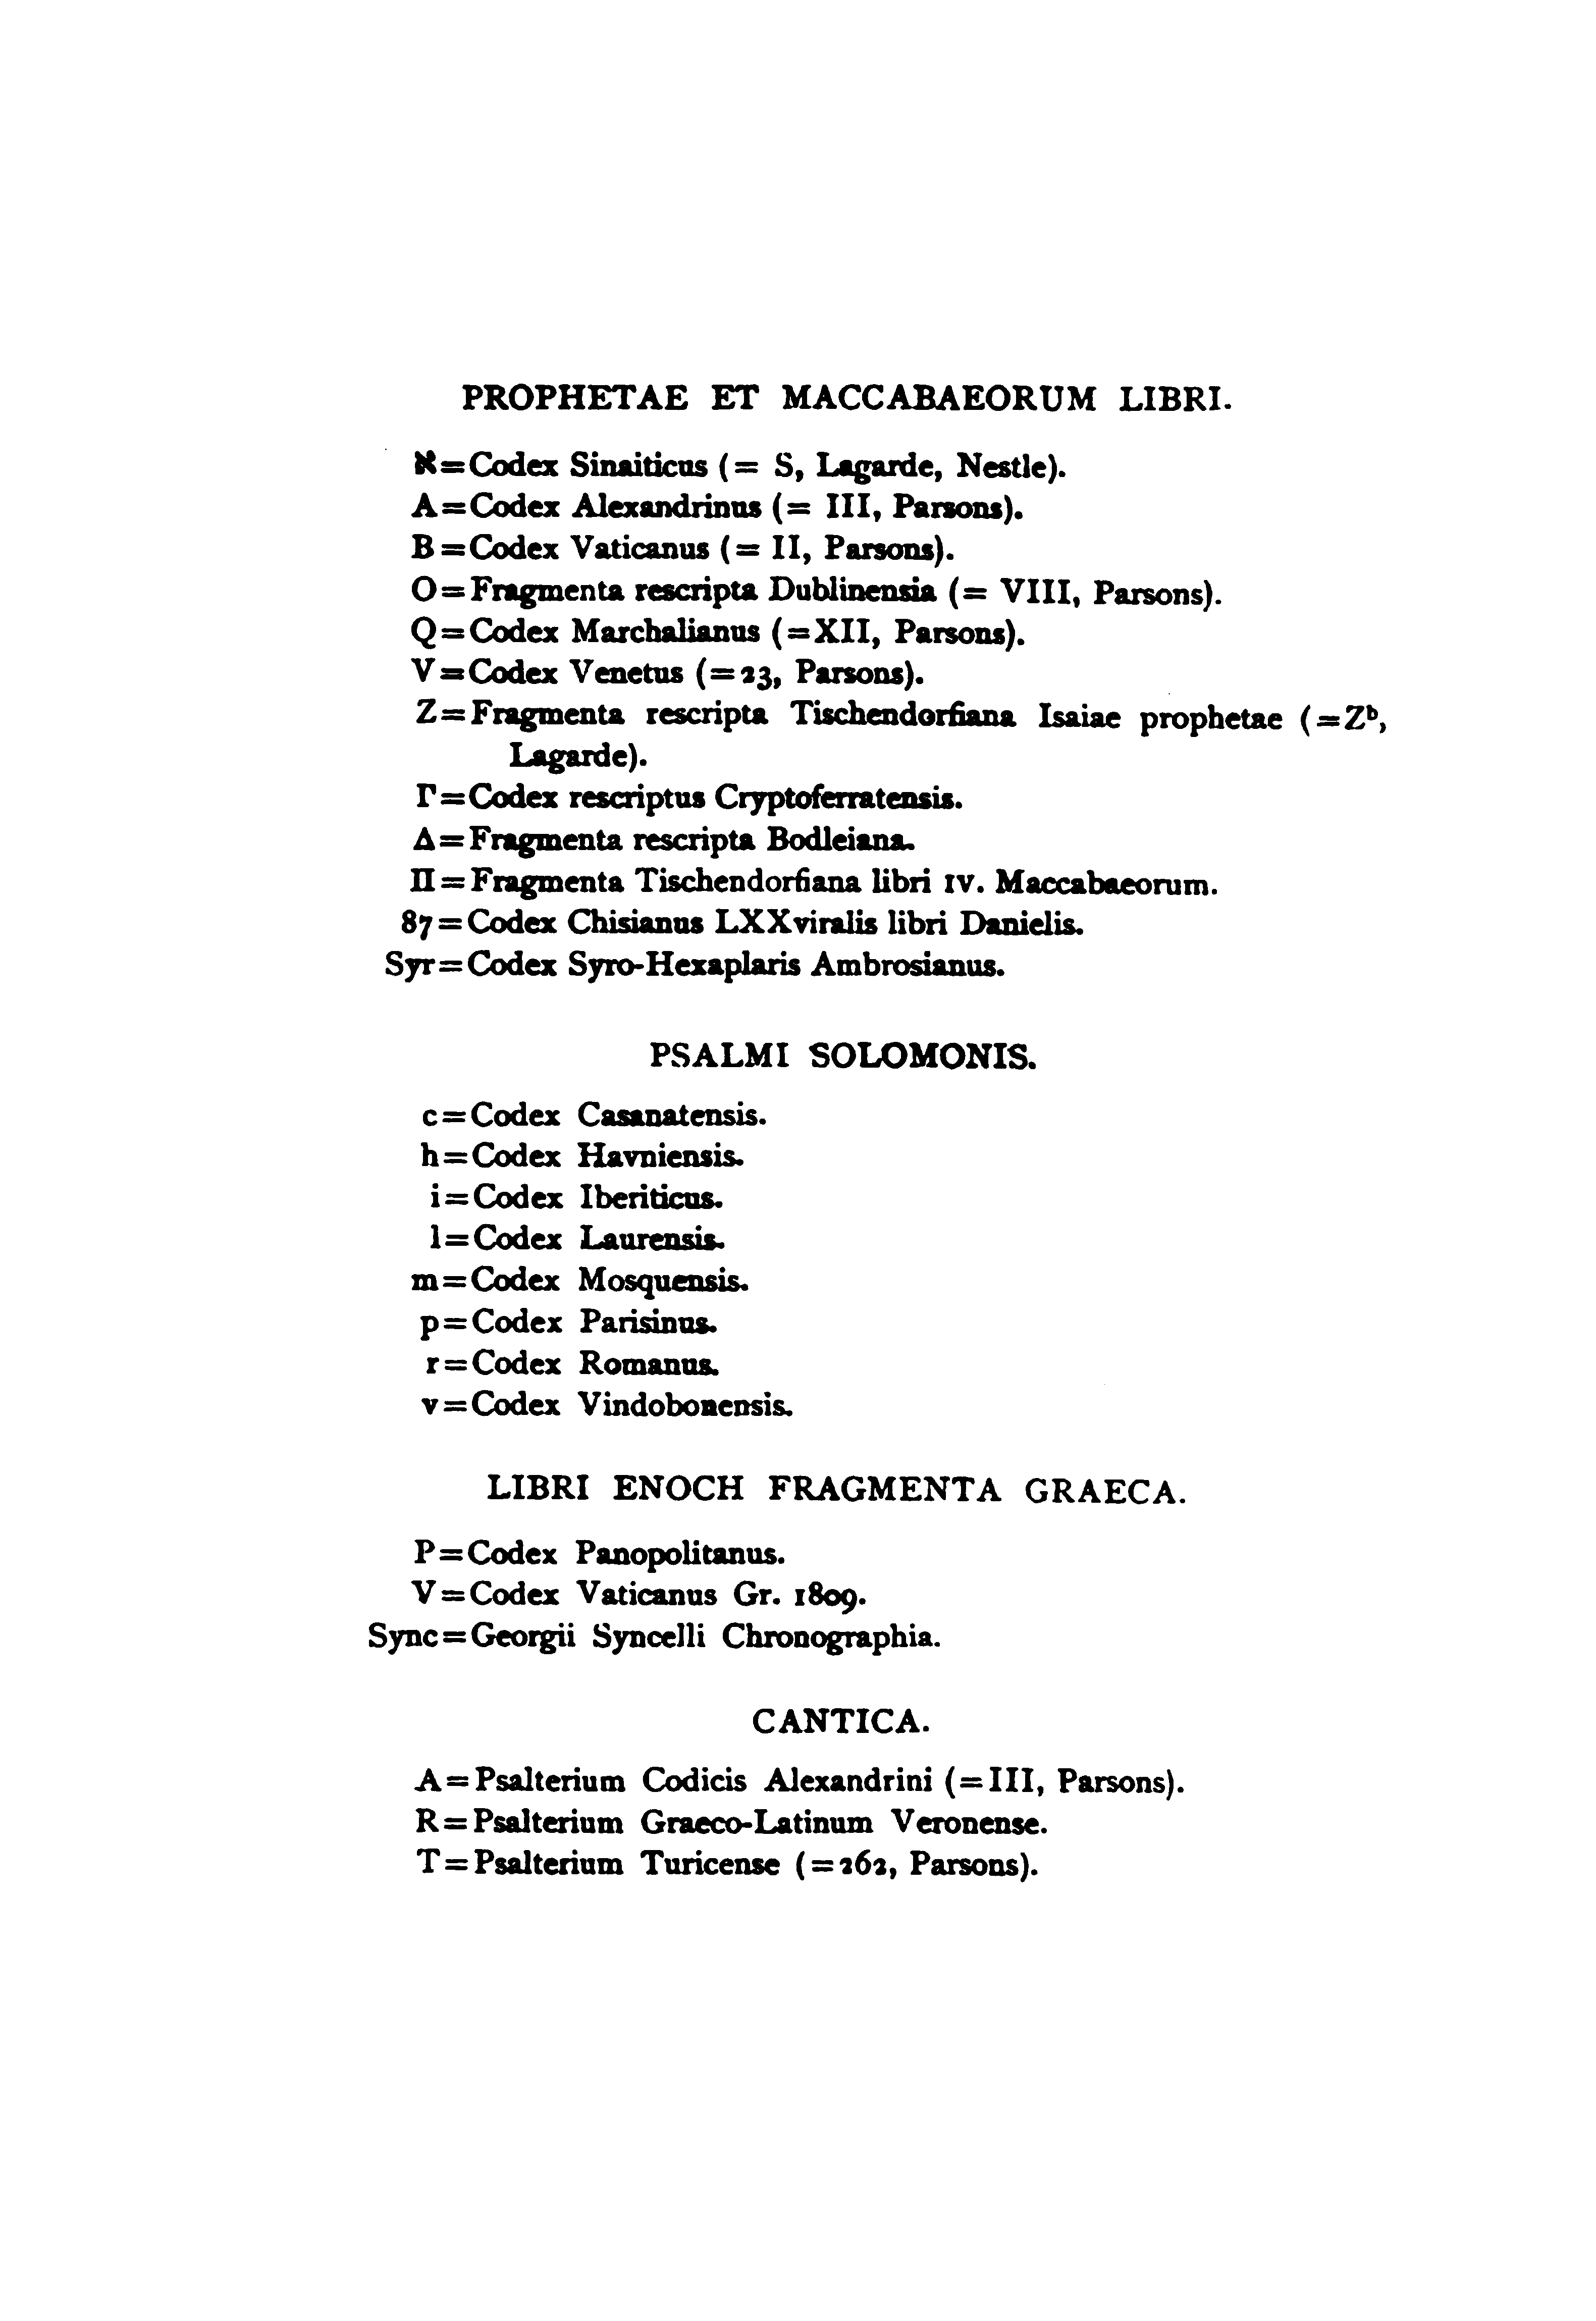 PROPHETAE ET MACCABAEORUM LIBRI.
ℵ=Codex Sinaiticus (= S, Lagarde, Nestle).
A=Codex Alexandrinus (= III, Parsons).
B=Codex Vaticanus (= II, Parsons).
O=Fragmenta rescripta Dublinensia (= VIII, Parsons).
Q=Codex Marchalianus (=XII, Parsons).
V=Codex Venetus (=23, Parsons).
Z=Fragmenta rescripta Tischendorfiana Isaiae prophetae (=Zᵇ,
Lagarde).
Γ=Codex rescriptus Cryptoferratensis.
Δ=Fragmenta rescripta Bodleiana.
Π=Fragmenta Tischendorfiana libri IV. Maccabaeorum.
87=Codex Chisianus LXXviralis libri Danielis.
Syr=Codex Syro-Hexaplaris Ambrosianus.
PSALMI SOLOMONIS.
c=Codex Casanatensis.
h=Codex Havniensis.
i=Codex Iberiticus.
l=Codex Laurensis.
m=Codex Mosquensis.
p=Codex Parisinus.
r=Codex Romanus.
v=Codex Vindobonensis.
LIBRI ENOCH FRAGMENTA GRAECA.
P=Codex Panopolitanus.
V=Codex Vaticanus Gr. 1809.
Sync=Georgii Syncelli Chronographia.
CANTICA.
A=Psalterium Codicis Alexandrini (=III, Parsons).
R=Psalterium Graeco-Latinum Veronense.
T=Psalterium Turicense (=262, Parsons).